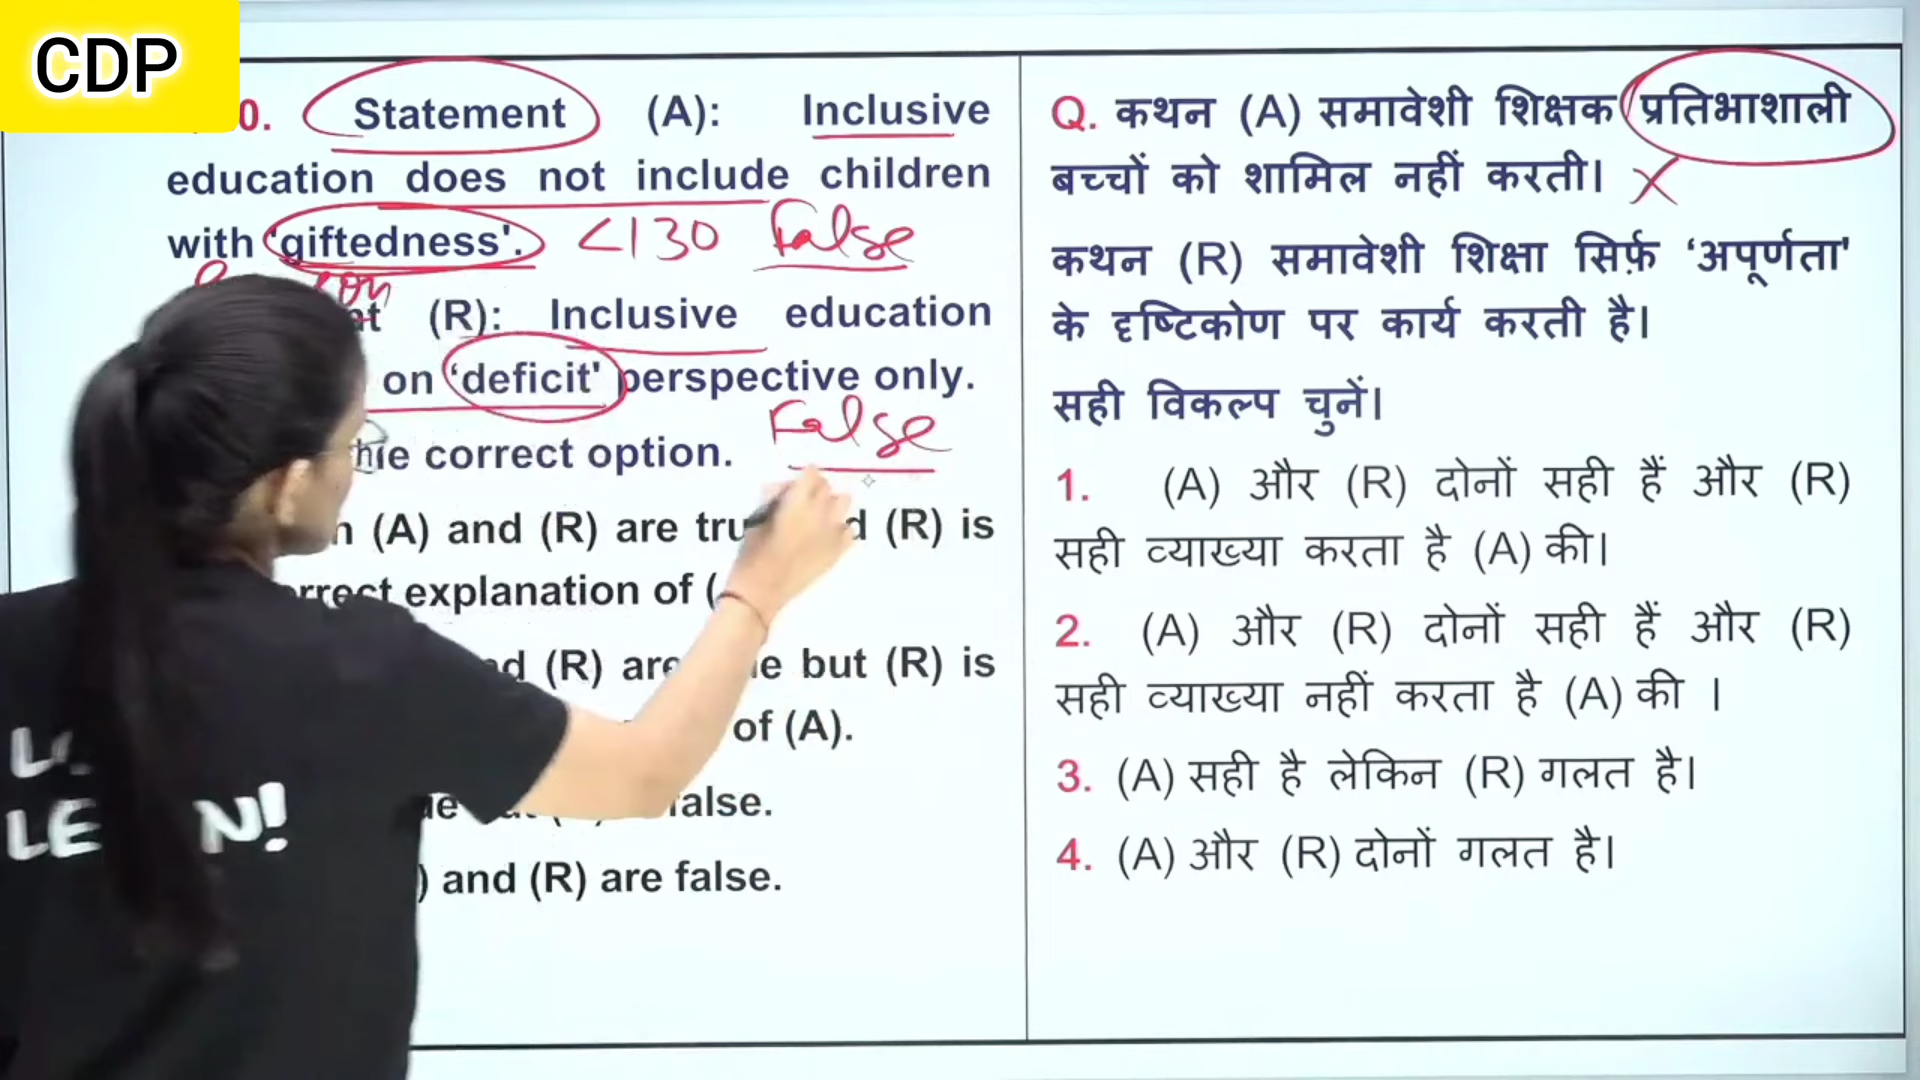 CDP
0. Statement (A): Inclusive
education does not include children
with 'giftedness'. <130 False
(R): Inclusive education
on 'deficit' perspective only.
False
correct option.
(A) and (R) are (R) is
explanation of (
(R) are but (R) is
of (A).
false.
and (R) are false.
Q. कथन (A) समावेशी शिक्षक प्रतिभाशाली
बच्चों को शामिल नहीं करती। X
कथन (R) समावेशी शिक्षा सिर्फ़ ‘अपूर्णता'
के दृष्टिकोण पर कार्य करती है।
सही विकल्प चुनें।
1. (A) और (R) दोनों सही हैं और (R)
सही व्याख्या करता है (A) की।
2. (A) और (R) दोनों सही हैं और (R)
सही व्याख्या नहीं करता है (A) की ।
3. (A) सही है लेकिन (R) गलत है।
4. (A) और (R) दोनों गलत है।